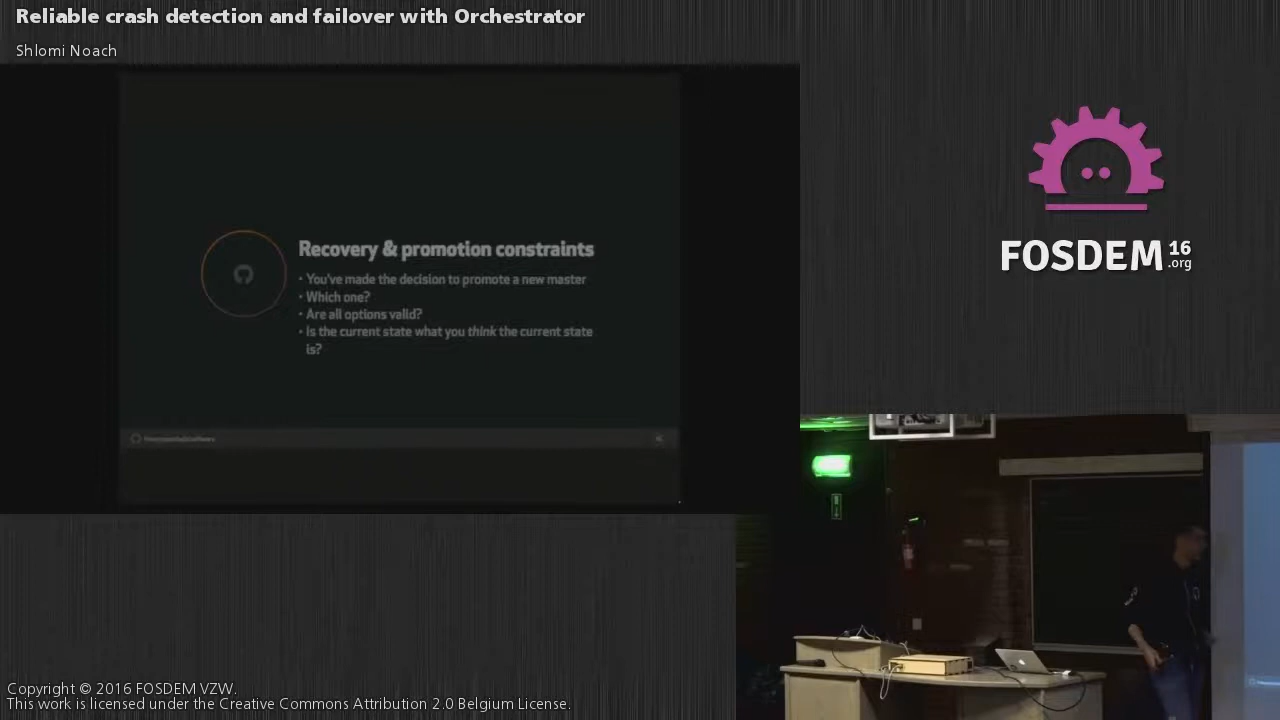 Reliable crash detection and failover with Orchestrator
Shlomi Noach
Recovery & promotion constraints
• You've made the decision to promote a new master
• Which one?
• Are all options valid?
• Is the current state what you think the current state
is?
FOSDEM 16
.org
Copyright © 2016 FOSDEM VZW.
This work is licensed under the Creative Commons Attribution 2.0 Belgium License.